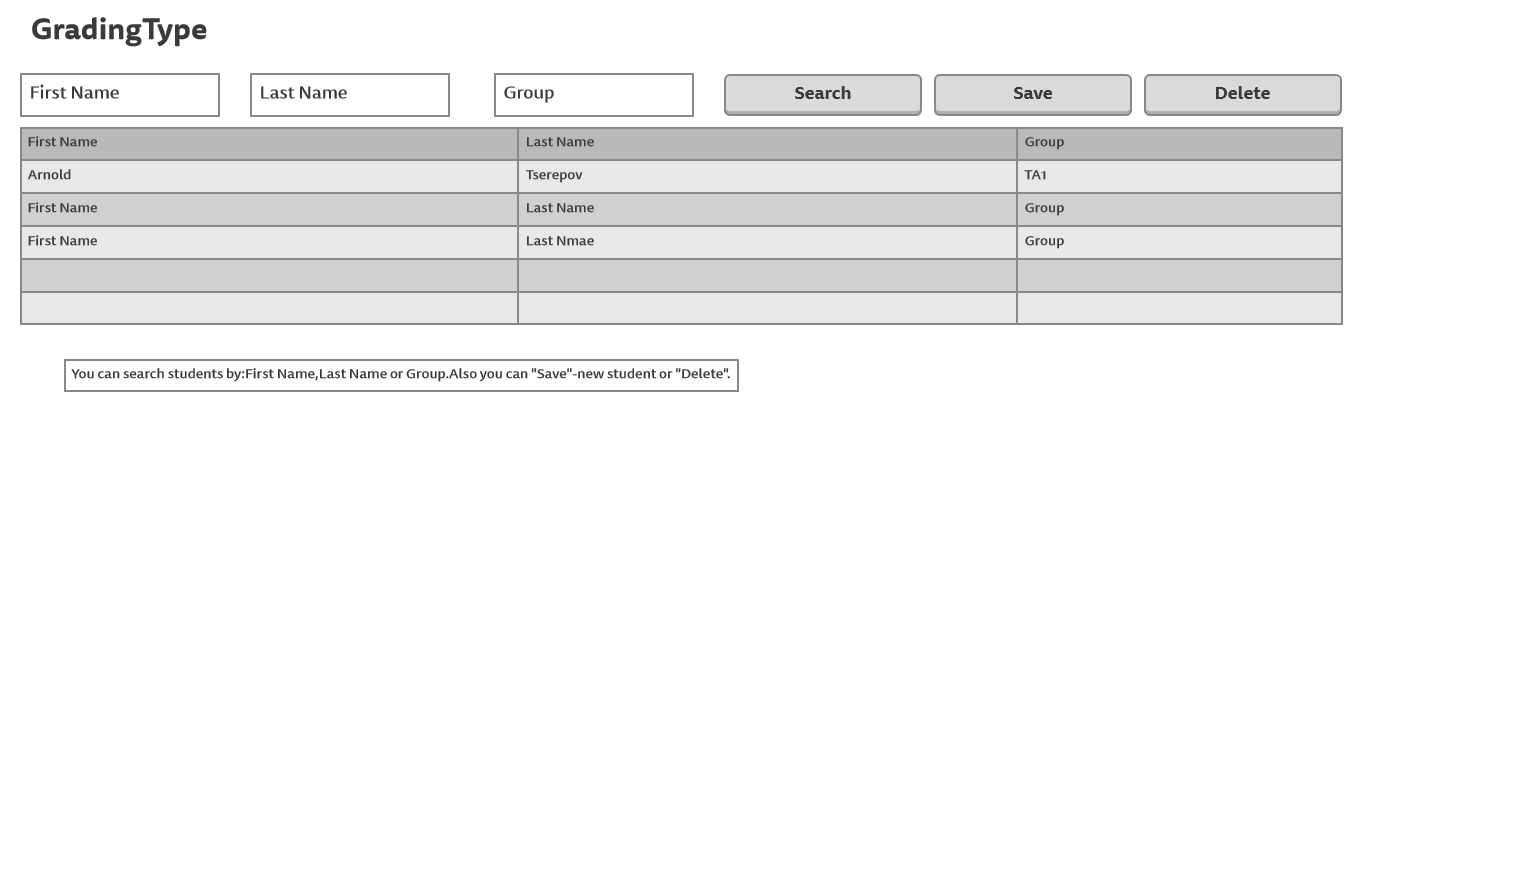 GradingType
First Name Last Name Group Search Save Delete
First Name Last Name Group
Arnold Tserepov TA1
First Name Last Name Group
First Name Last Nmae Group
You can search students by:First Name,Last Name or Group.Also you can "Save"-new student or "Delete".